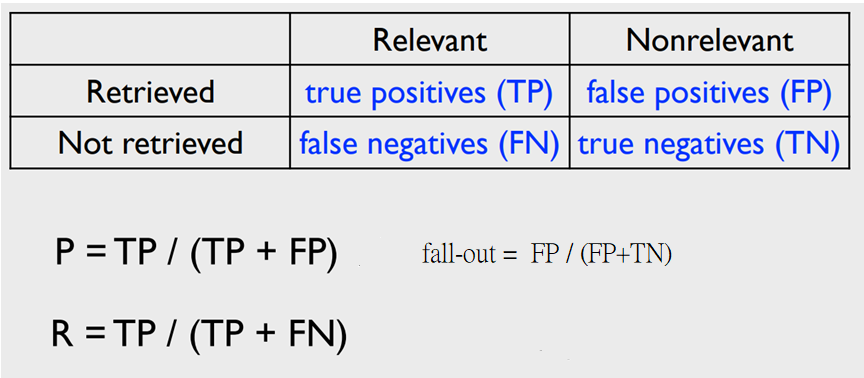 Relevant Nonrelevant
Retrieved true positives (TP) false positives (FP)
Not retrieved false negatives (FN) true negatives (TN)
P = TP / (TP + FP) fall-out = FP / (FP+TN)
R = TP / (TP + FN)